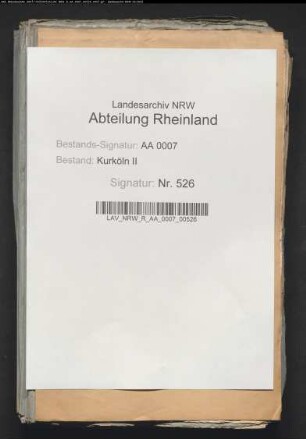 Landesarchiv NRW
Abteilung Rheinland
Bestands-Signatur: AA 0007
Bestand: Kurköln II
Signatur: Nr. 526
LAV_NRW_R_AA_0007_00526